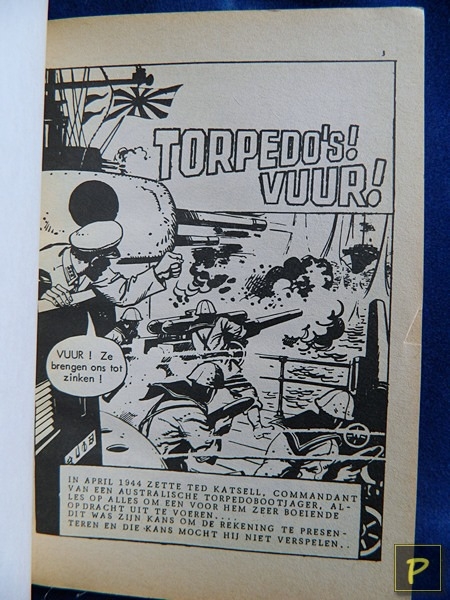 3
TORPEDO'S!
VUUR!
VUUR ! Ze
brengen ons tot
zinken !
IN APRIL 1944 ZETTE TED KATSELL, COMMANDANT
VAN EEN AUSTRALISCHE TORPEDOBOOTJAGER, AL-
LES OP ALLES OM EEN VOOR HEM ZEER BOEIENDE
OPDRACHT UIT TE VOEREN....
DIT WAS ZIJN KANS OM DE REKENING TE PRESEN-
TEREN EN DIE KANS MOCHT HIJ NIET VERSPELEN..
P